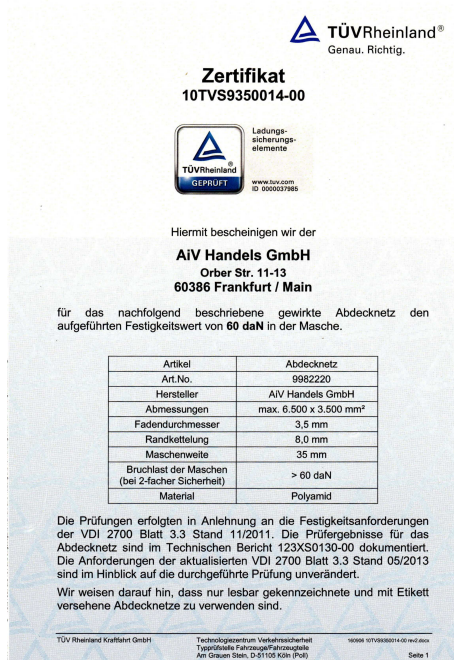 TÜVRheinland®
Genau. Richtig.
Zertifikat
10TVS9350014-00
TÜVRheinland®
GEPRÜFT
Ladungs-
sicherungs-
elemente
www.tuv.com
ID 0000037985
Hiermit bescheinigen wir der
AiV Handels GmbH
Orber Str. 11-13
60386 Frankfurt / Main
für das nachfolgend beschriebene gewirkte Abdecknetz den
aufgeführten Festigkeitswert von 60 daN in der Masche.
Artikel Abdecknetz
Art.No. 9982220
Hersteller AiV Handels GmbH
Abmessungen max. 6.500 x 3.500 mm²
Fadendurchmesser 3,5 mm
Randkettelung 8,0 mm
Maschenweite 35 mm
Bruchlast der Maschen
(bei 2-facher Sicherheit) > 60 daN
Material Polyamid
Die Prüfungen erfolgten in Anlehnung an die Festigkeitsanforderungen
der VDI 2700 Blatt 3.3 Stand 11/2011. Die Prüfergebnisse für das
Abdecknetz sind im Technischen Bericht 123XS0130-00 dokumentiert.
Die Anforderungen der aktualisierten VDI 2700 Blatt 3.3 Stand 05/2013
sind im Hinblick auf die durchgeführte Prüfung unverändert.
Wir weisen darauf hin, dass nur lesbar gekennzeichnete und mit Etikett
versehene Abdecknetze zu verwenden sind.
TÜV Rheinland Kraftfahrt GmbH Technologiezentrum Verkehrssicherheit 160906 10TVS9350014-00 rev2.docx
Typprüfstelle Fahrzeuge/Fahrzeugteile
Am Grauen Stein, D-51105 Köln (Poll) Seite 1